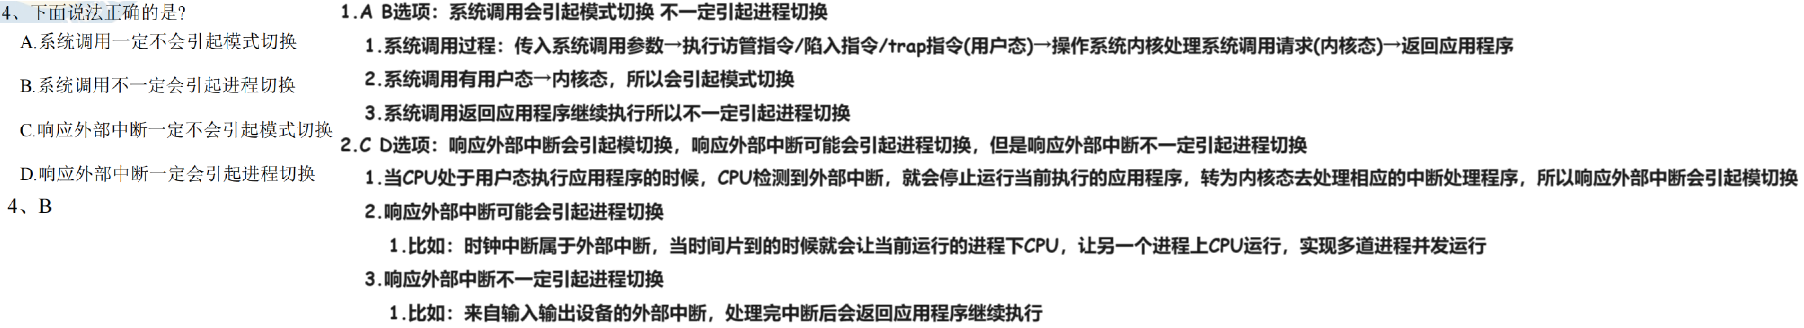 4、下面说法正确的是?
A.系统调用一定不会引起模式切换
B.系统调用不一定会引起进程切换
C.响应外部中断一定不会引起模式切换
D.响应外部中断一定会引起进程切换
4、B
1.A B选项：系统调用会引起模式切换 不一定引起进程切换
1.系统调用过程：传入系统调用参数→执行访管指令/陷入指令/trap指令(用户态)→操作系统内核处理系统调用请求(内核态)→返回应用程序
2.系统调用有用户态→内核态，所以会引起模式切换
3.系统调用返回应用程序继续执行所以不一定引起进程切换
2.C D选项：响应外部中断会引起模切换，响应外部中断可能会引起进程切换，但是响应外部中断不一定引起进程切换
1.当CPU处于用户态执行应用程序的时候，CPU检测到外部中断，就会停止运行当前执行的应用程序，转为内核态去处理相应的中断处理程序，所以响应外部中断会引起模切换
2.响应外部中断可能会引起进程切换
1.比如：时钟中断属于外部中断，当时间片到的时候就会让当前运行的进程下CPU，让另一个进程上CPU运行，实现多道进程并发运行
3.响应外部中断不一定引起进程切换
1.比如：来自输入输出设备的外部中断，处理完中断后会返回应用程序继续执行